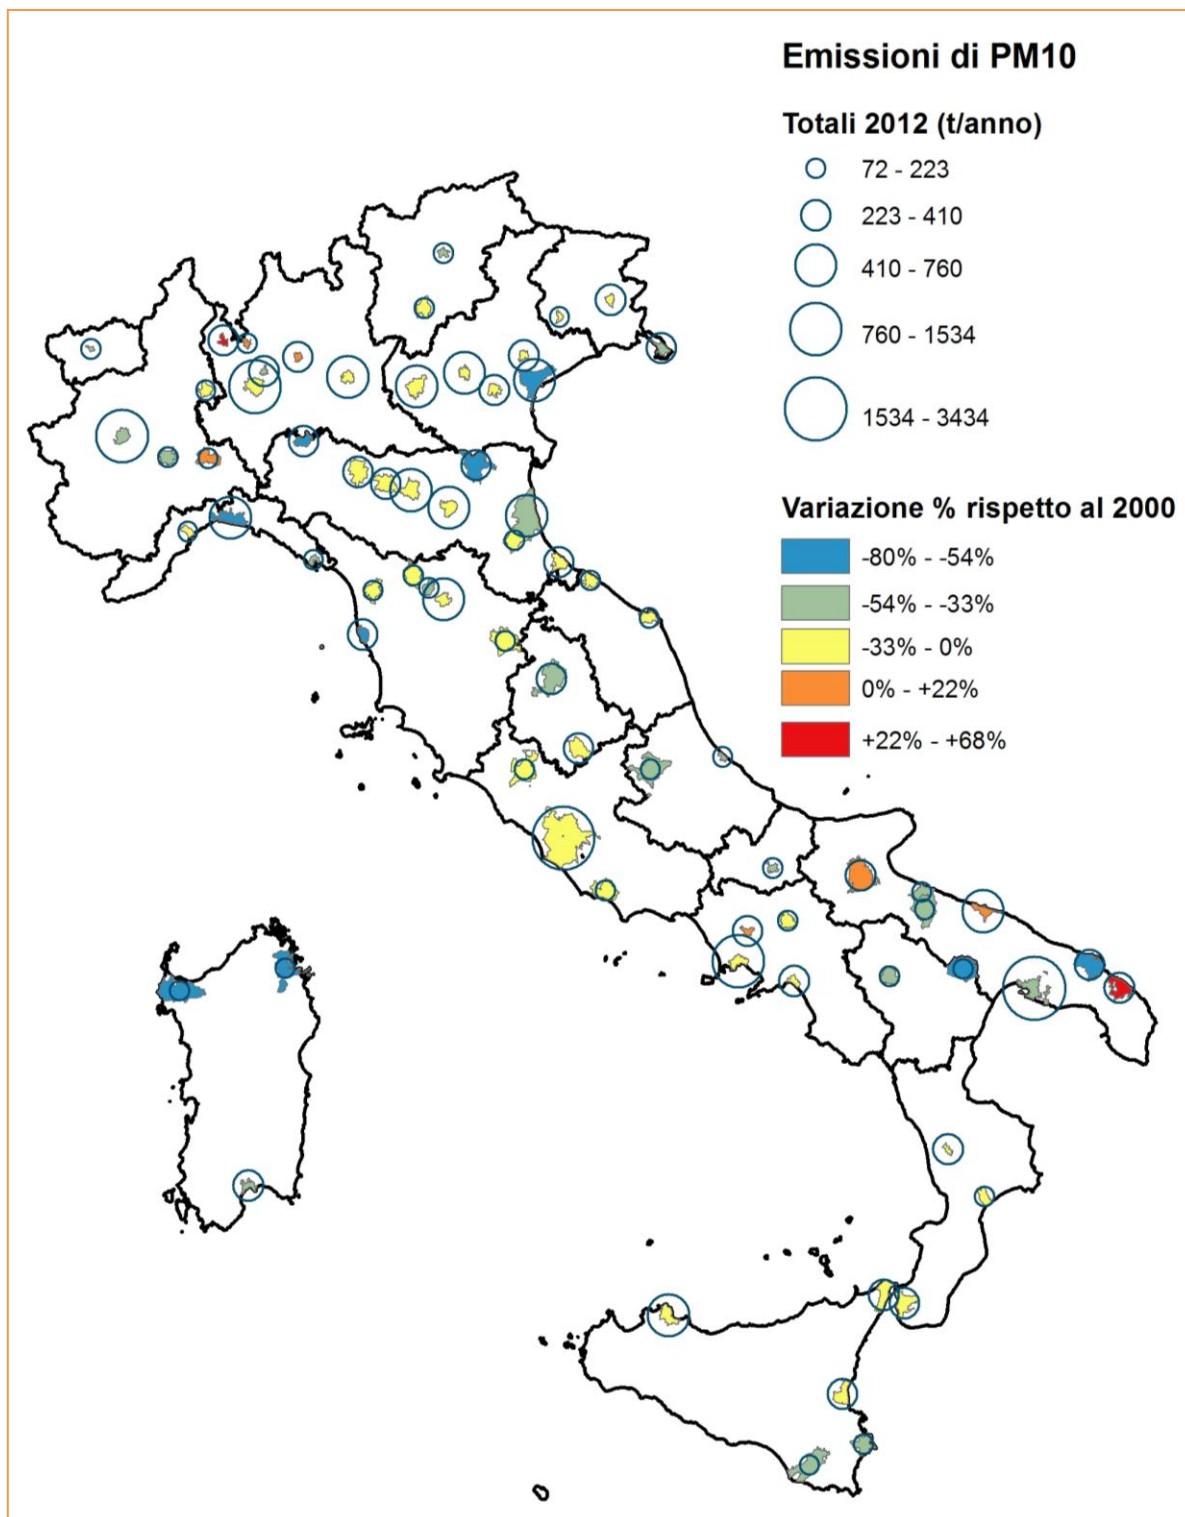 Emissioni di PM10
Totali 2012 (t/anno)
72 - 223
223 - 410
410 - 760
760 - 1534
1534 - 3434
Variazione % rispetto al 2000
-80% - -54%
-54% - -33%
-33% - 0%
0% - +22%
+22% - +68%